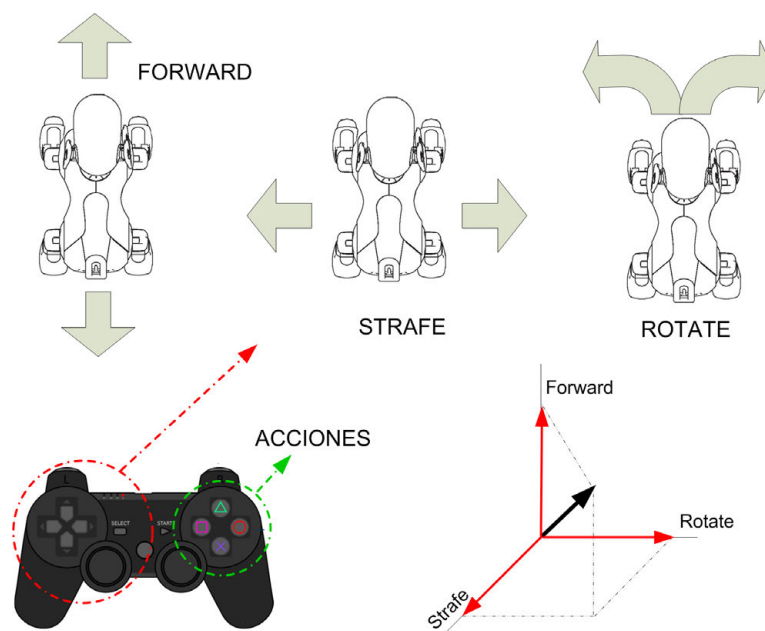 FORWARD
STRAFE
ROTATE
ACCIONES
L
SELECT
START
Forward
Rotate
Strafe